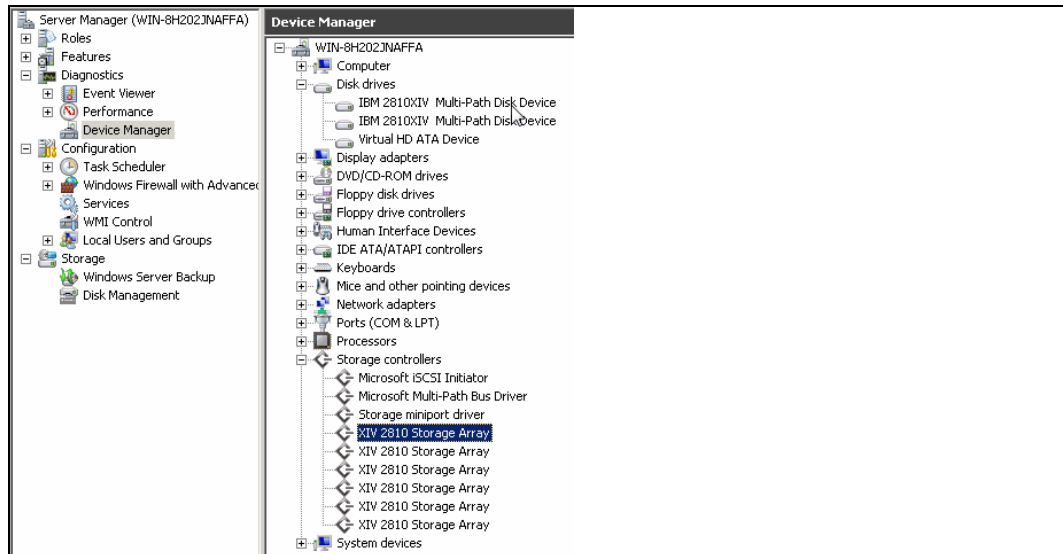 Server Manager (WIN-8H202JNAFFA)
Roles
Features
Diagnostics
Event Viewer
Performance
Device Manager
Configuration
Task Scheduler
Windows Firewall with Advanced
Services
WMI Control
Local Users and Groups
Storage
Windows Server Backup
Disk Management
Device Manager
WIN-8H202JNAFFA
Computer
Disk drives
IBM 2810XIV Multi-Path Disk Device
IBM 2810XIV Multi-Path Disk Device
Virtual HD ATA Device
Display adapters
DVD/CD-ROM drives
Floppy disk drives
Floppy drive controllers
Human Interface Devices
IDE ATA/ATAPI controllers
Keyboards
Mice and other pointing devices
Network adapters
Ports (COM & LPT)
Processors
Storage controllers
Microsoft iSCSI Initiator
Microsoft Multi-Path Bus Driver
Storage miniport driver
XIV 2810 Storage Array
XIV 2810 Storage Array
XIV 2810 Storage Array
XIV 2810 Storage Array
XIV 2810 Storage Array
XIV 2810 Storage Array
System devices